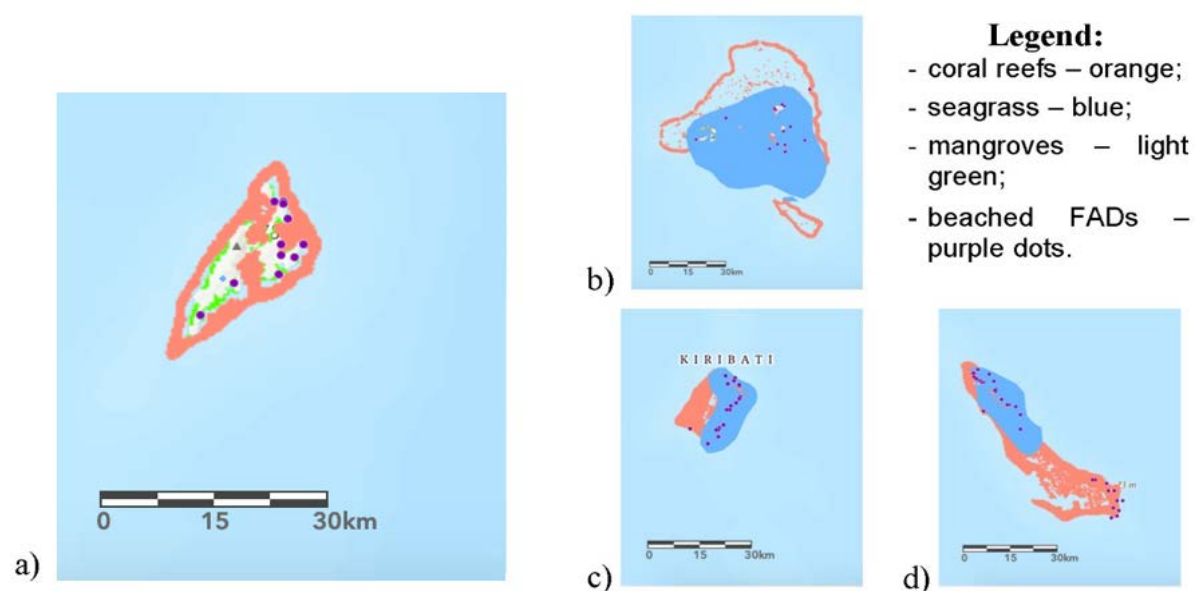 a)
0 15 30km
b)
0 15 30km
Legend:
- coral reefs – orange;
- seagrass – blue;
- mangroves – light
green;
- beached FADs –
purple dots.
c)
KIRIBATI
0 15 30km
d)
0 15 30km